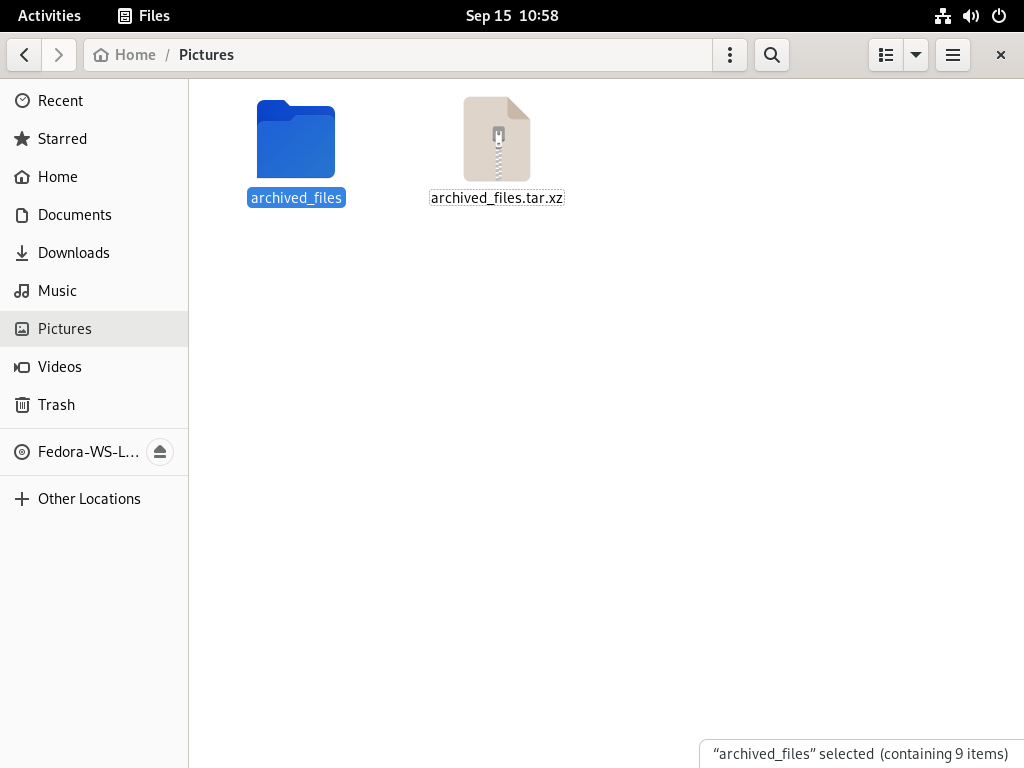 Activities
Files
Sep 15  10:58
Home / Pictures
Recent
Starred
Home
Documents
Downloads
Music
Pictures
Videos
Trash
Fedora-WS-L…
Other Locations
archived_files
archived_files.tar.xz
“archived_files” selected (containing 9 items)